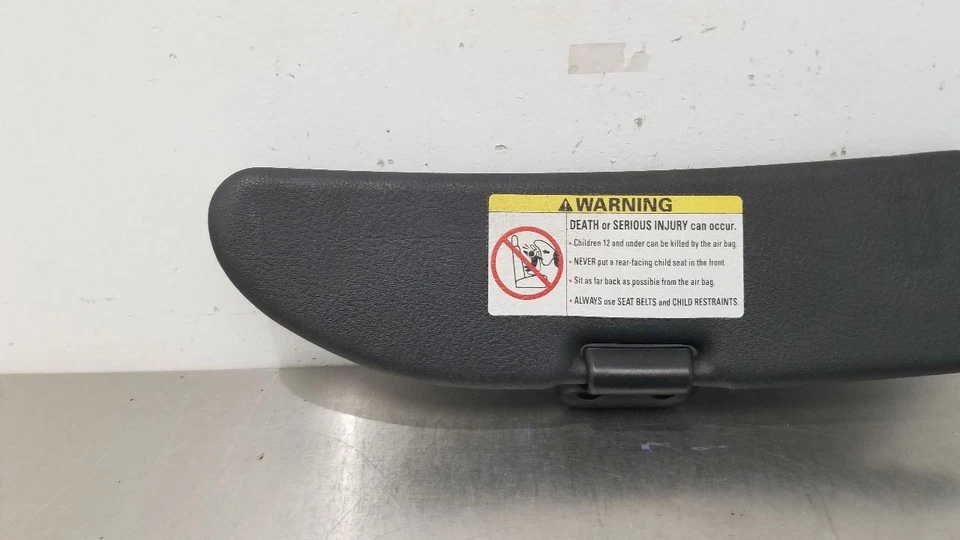 WARNING
DEATH or SERIOUS INJURY can occur.
• Children 12 and under can be killed by the air bag.
• NEVER put a rear-facing child seat in the front.
• Sit as far back as possible from the air bag.
• ALWAYS use SEAT BELTS and CHILD RESTRAINTS.